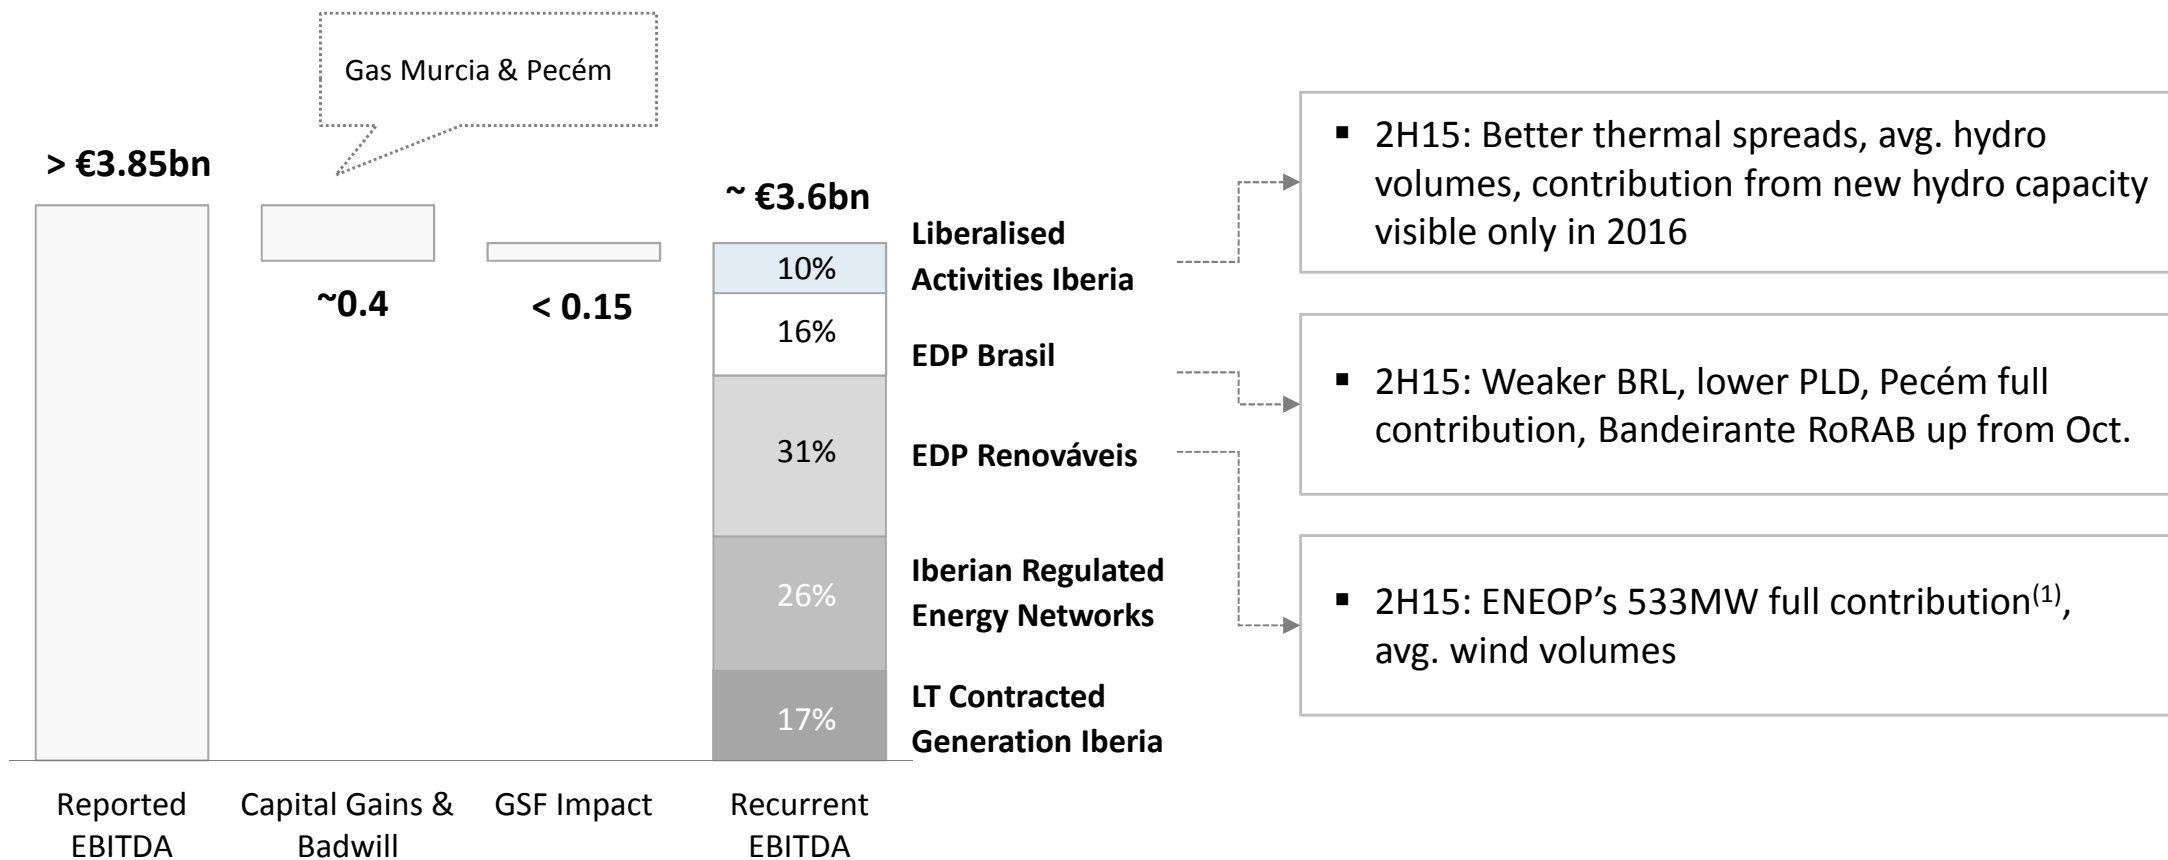 Gas Murcia & Pecém
> €3.85bn
~0.4
< 0.15
~ €3.6bn
10%
16%
31%
26%
17%
Liberalised
Activities Iberia
EDP Brasil
EDP Renováveis
Iberian Regulated
Energy Networks
LT Contracted
Generation Iberia
Reported
EBITDA
Capital Gains &
Badwill
GSF Impact
Recurrent
EBITDA
▪ 2H15: Better thermal spreads, avg. hydro
volumes, contribution from new hydro capacity
visible only in 2016
▪ 2H15: Weaker BRL, lower PLD, Pecém full
contribution, Bandeirante RoRAB up from Oct.
▪ 2H15: ENEOP’s 533MW full contribution(1),
avg. wind volumes